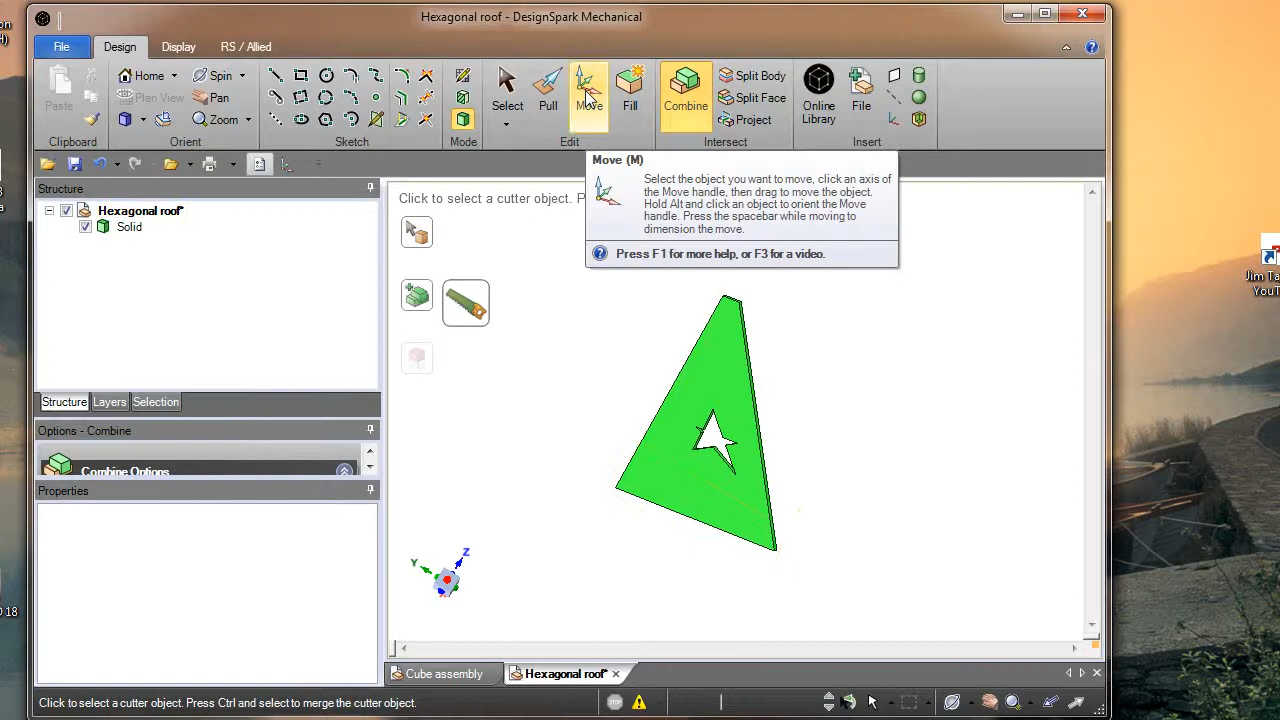 Hexagonal roof - DesignSpark Mechanical
File
Design
Display
RS / Allied
Paste
Home
Spin
Plan View
Pan
Zoom
Select
Pull
Move
Fill
Combine
Split Body
Split Face
Project
Online
Library
File
Clipboard
Orient
Sketch
Mode
Edit
Intersect
Insert
Structure
Hexagonal roof*
Solid
Structure
Layers
Selection
Options - Combine
Combine Options
Properties
Click to select a cutter object. P
Move (M)
Select the object you want to move, click an axis of
the Move handle, then drag to move the object.
Hold Alt and click an object to orient the Move
handle. Press the spacebar while moving to
dimension the move.
Press F1 for more help, or F3 for a video.
Y
Z
Cube assembly
Hexagonal roof*
Click to select a cutter object. Press Ctrl and select to merge the cutter object.
Jim Ta
YouT
18